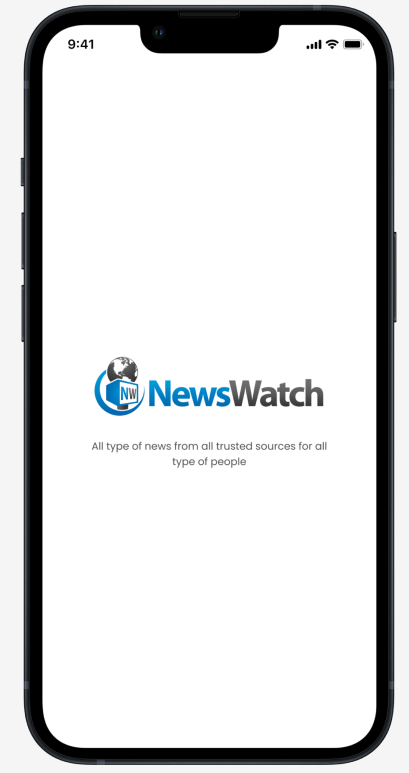 9:41
NW
NewsWatch
All type of news from all trusted sources for all
type of people